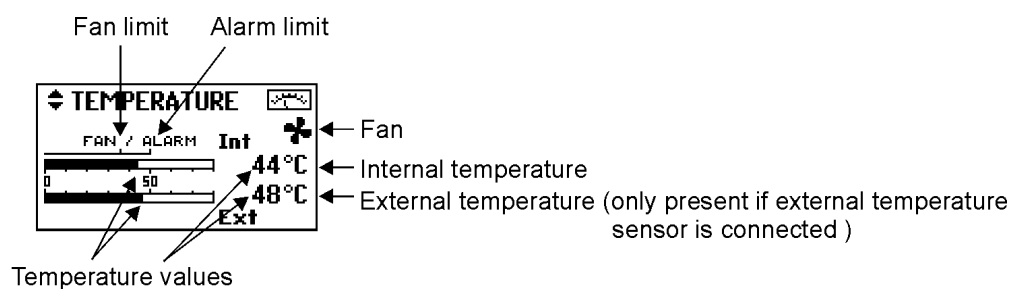 Fan limit Alarm limit
TEMPERATURE
FAN / ALARM Int
Fan
44°C Internal temperature
0 50
48°C External temperature (only present if external temperature
sensor is connected )
Ext
Temperature values